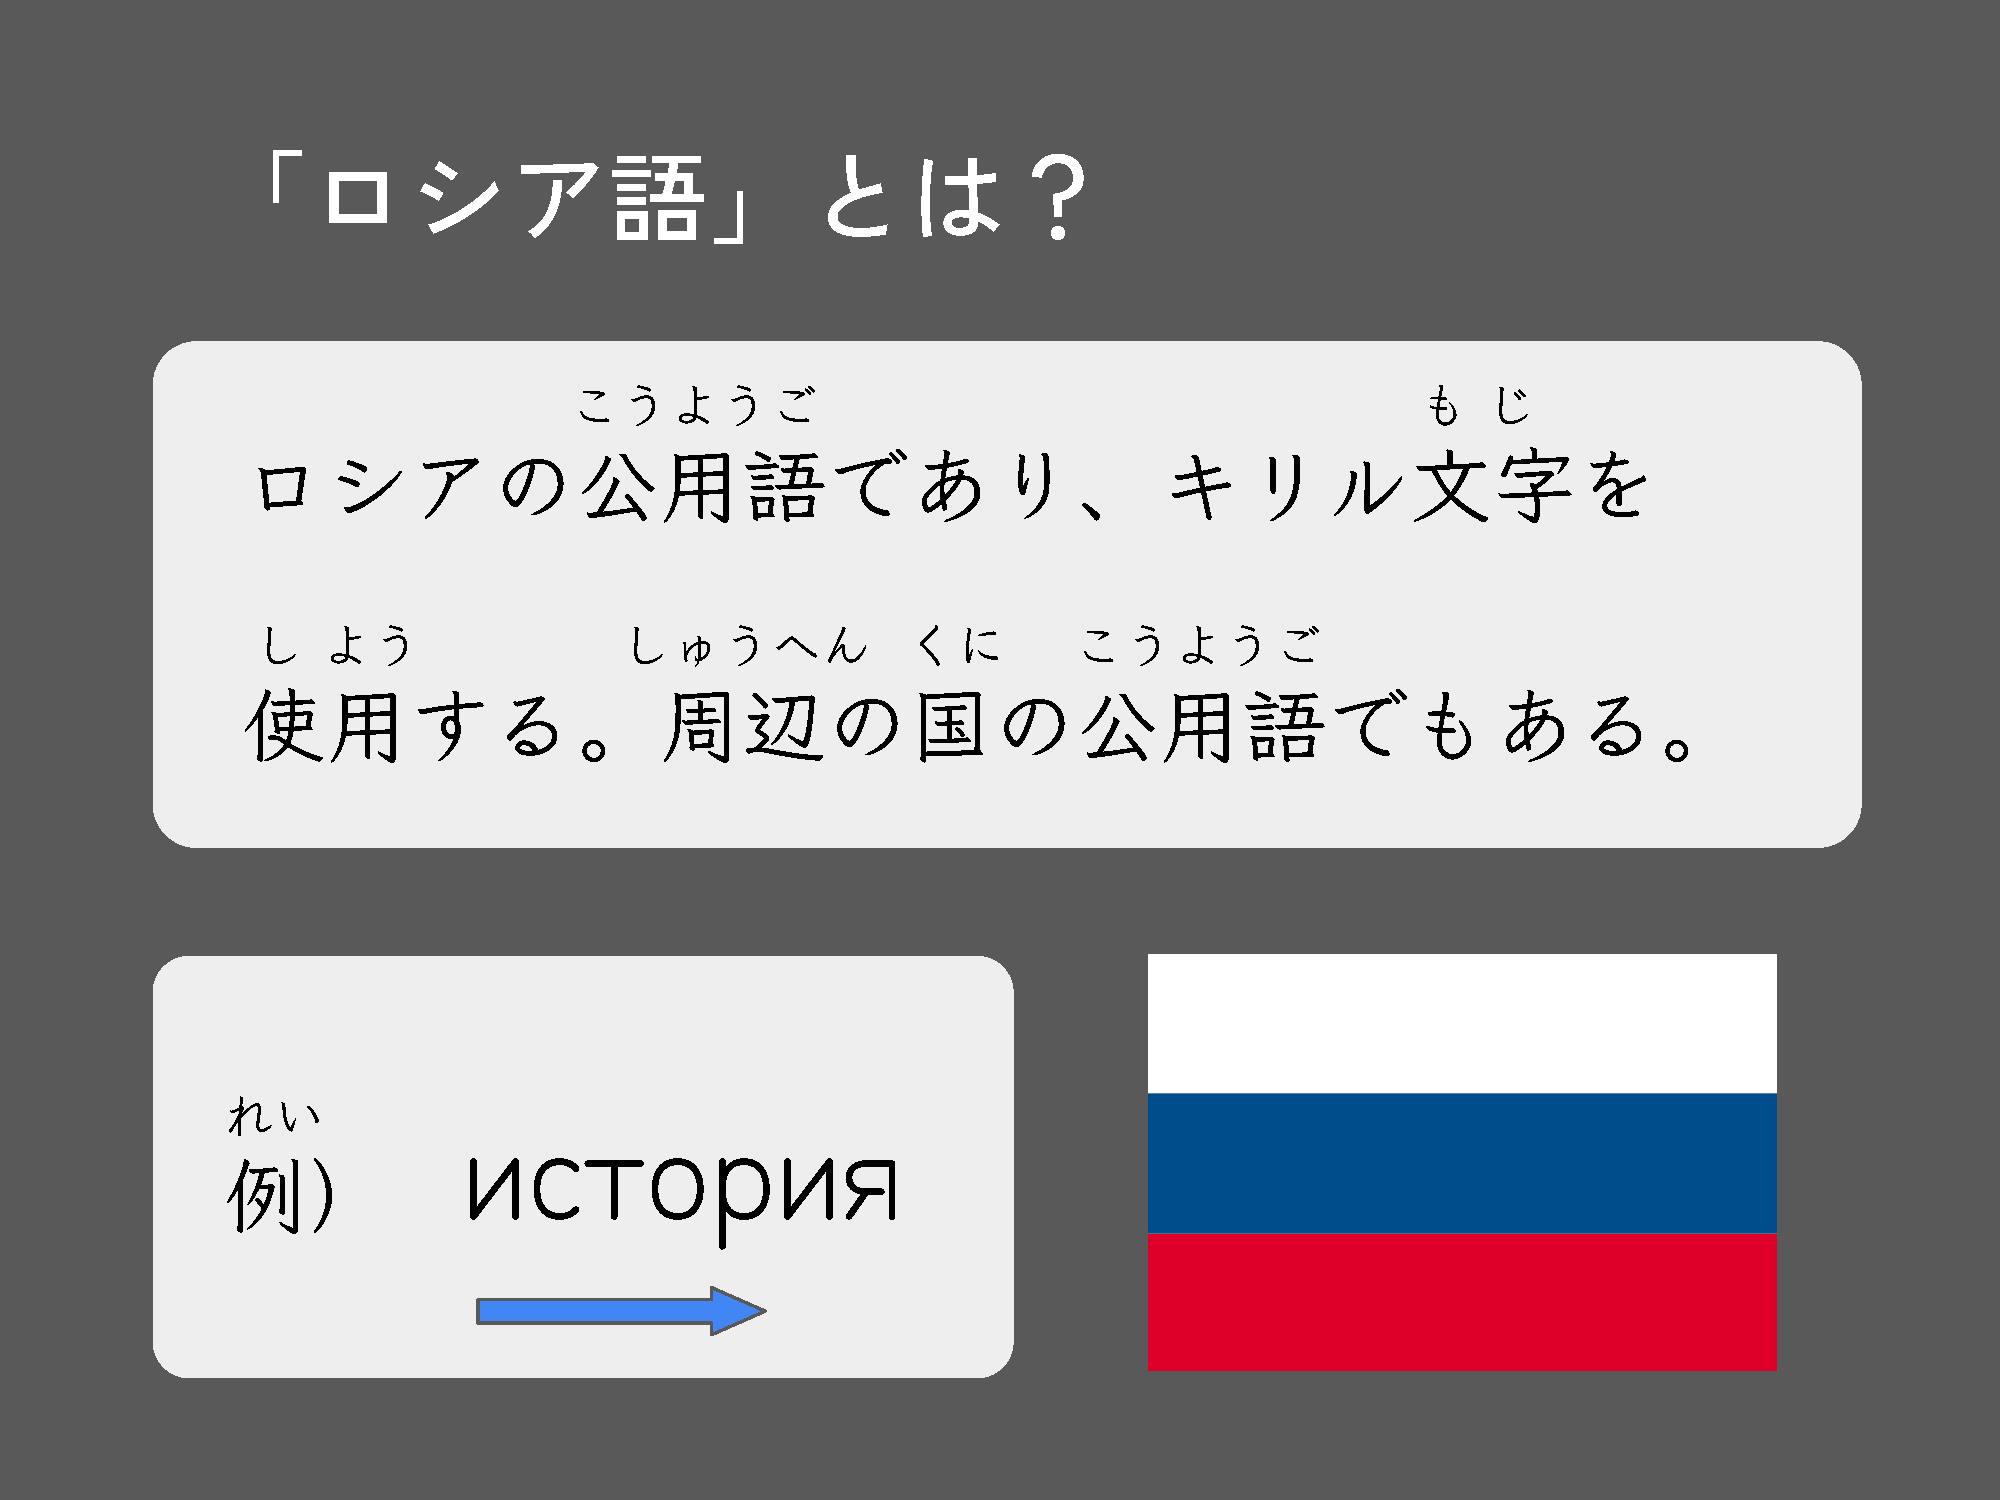 「ロシア語」とは？
こうようご もじ
ロシアの公用語であり、キリル文字を
しよう しゅうへん くに こうようご
使用する。周辺の国の公用語でもある。
れい
例) история